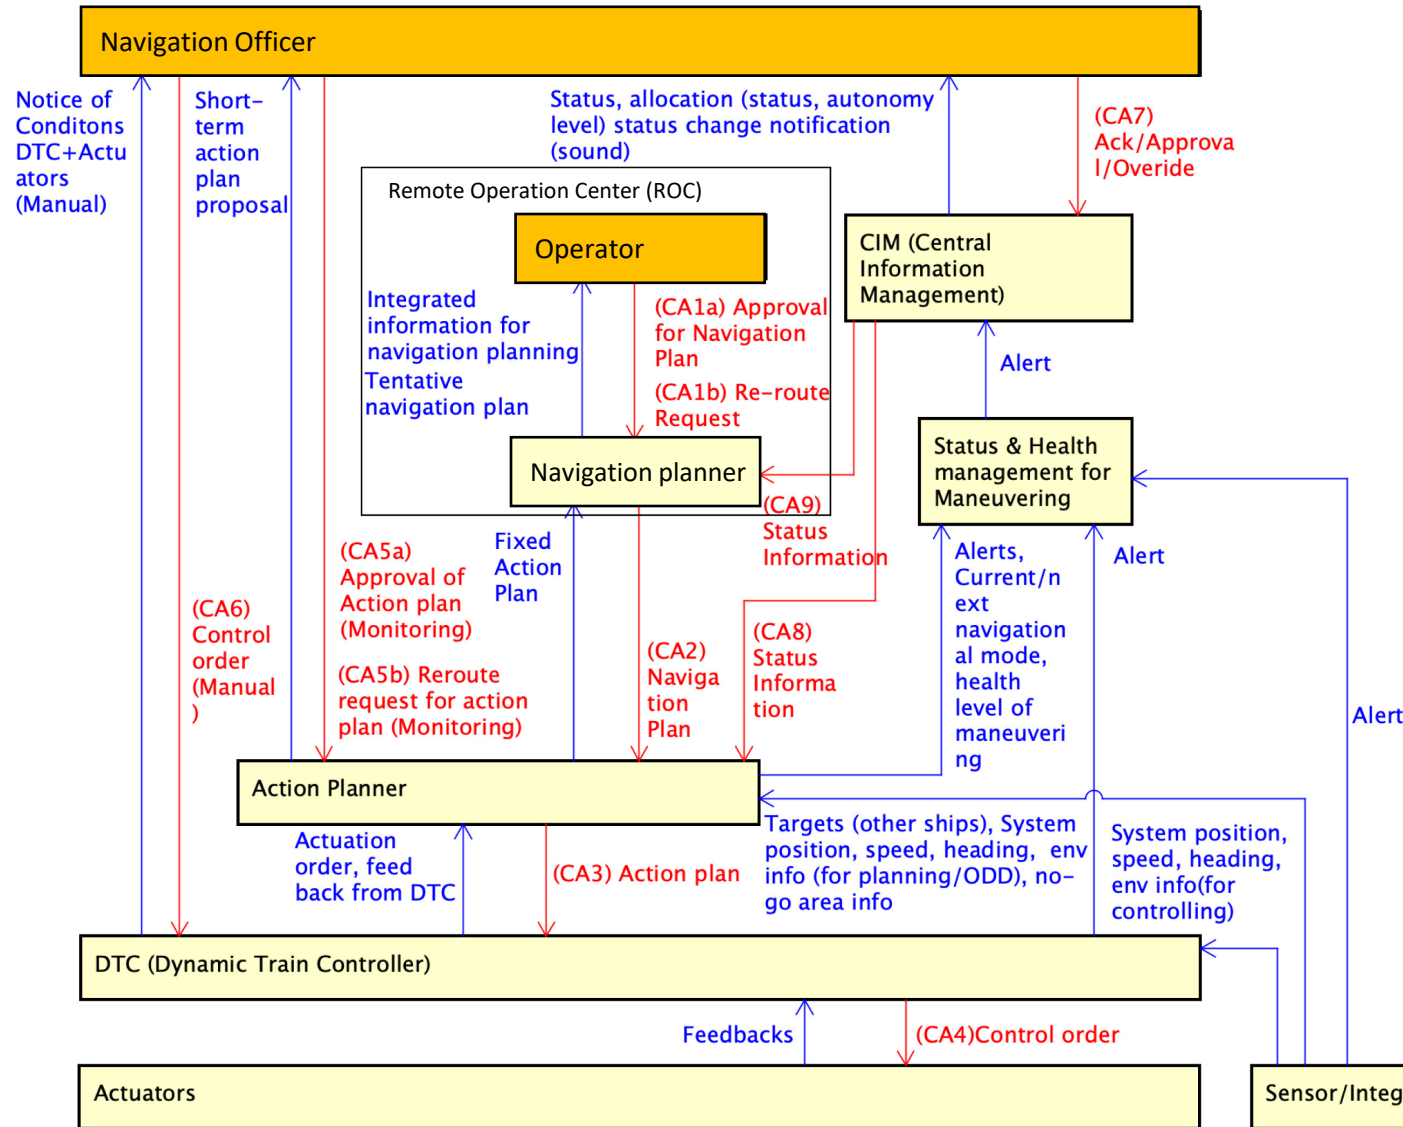 Navigation Officer
Notice of
Conditons
DTC+Actu
ators
(Manual)
Short-
term
action
plan
proposal
Status, allocation (status, autonomy
level) status change notification
(sound)
(CA7)
Ack/Approva
l/Overide
Remote Operation Center (ROC)
Operator
CIM (Central
Information
Management)
Integrated
information for
navigation planning
Tentative
navigation plan
(CA1a) Approval
for Navigation
Plan
(CA1b) Re-route
Request
Alert
Navigation planner
Status & Health
management for
Maneuvering
(CA9)
Status
Information
Fixed
Action
Plan
(CA5a)
Approval of
Action plan
(Monitoring)
(CA5b) Reroute
request for action
plan (Monitoring)
(CA6)
Control
order
(Manual
)
(CA2)
Naviga
tion
Plan
(CA8)
Status
Informa
tion
Alerts,
Current/n
ext
navigation
al mode,
health
level of
maneuveri
ng
Alert
Alert
Action Planner
Actuation
order, feed
back from DTC
(CA3) Action plan
Targets (other ships), System
position, speed, heading, env
info (for planning/ODD), no-
go area info
System position,
speed, heading,
env info(for
controlling)
DTC (Dynamic Train Controller)
Feedbacks
(CA4)Control order
Actuators
Sensor/Integ